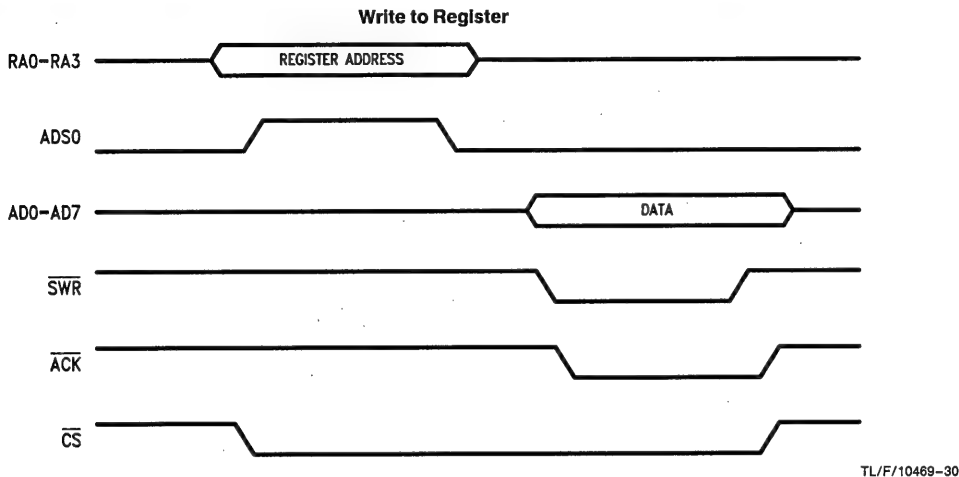 Write to Register
RA0-RA3
REGISTER ADDRESS
ADS0
AD0-AD7
DATA
SWR
ACK
CS
TL/F/10469-30